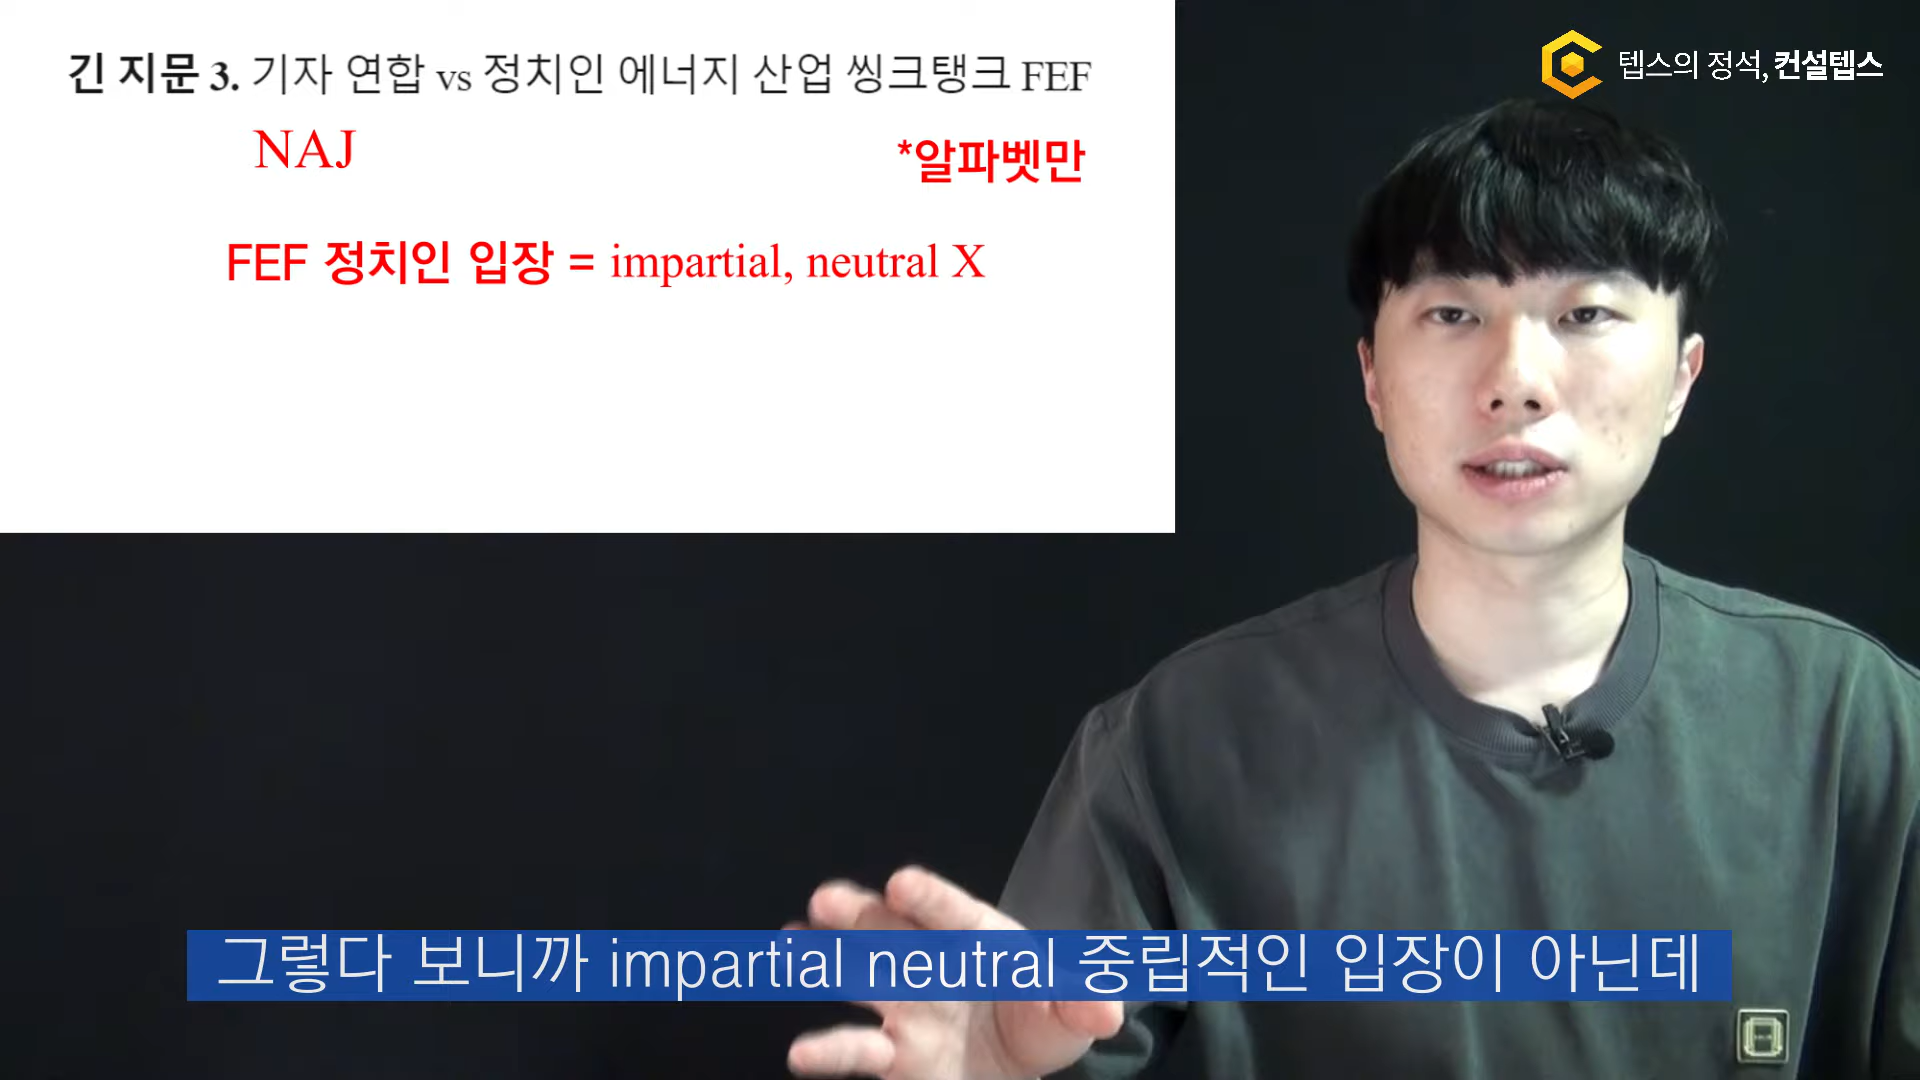 긴 지문 3. 기자 연합 vs 정치인 에너지 산업 씽크탱크 FEF
NAJ
*알파벳만
FEF 정치인 입장 = impartial, neutral X
텝스의 정석, 컨설텝스
그렇다 보니까 impartial neutral 중립적인 입장이 아닌데